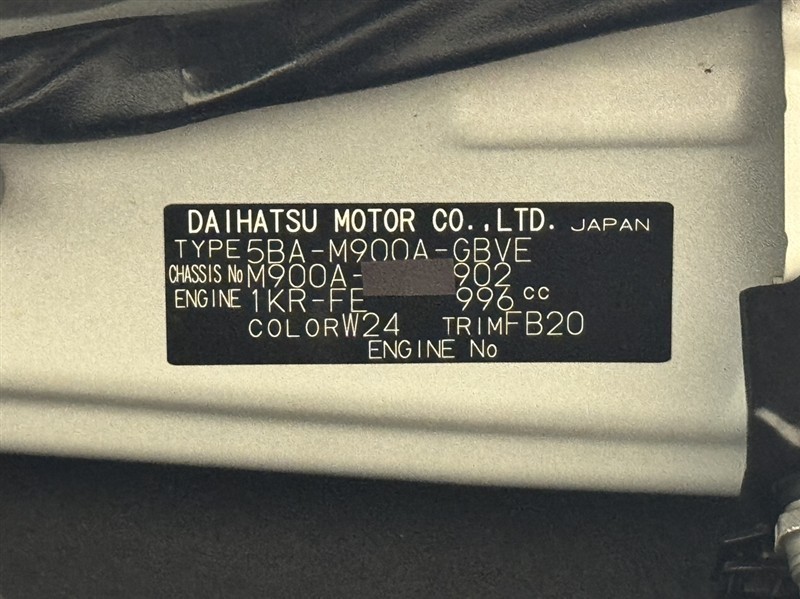 DAIHATSU MOTOR CO.,LTD. JAPAN
TYPE 5BA-M900A-GBVE
CHASSIS No M900A- 902
ENGINE 1KR-FE 996 cc
COLOR W24 TRIM FB20
ENGINE No